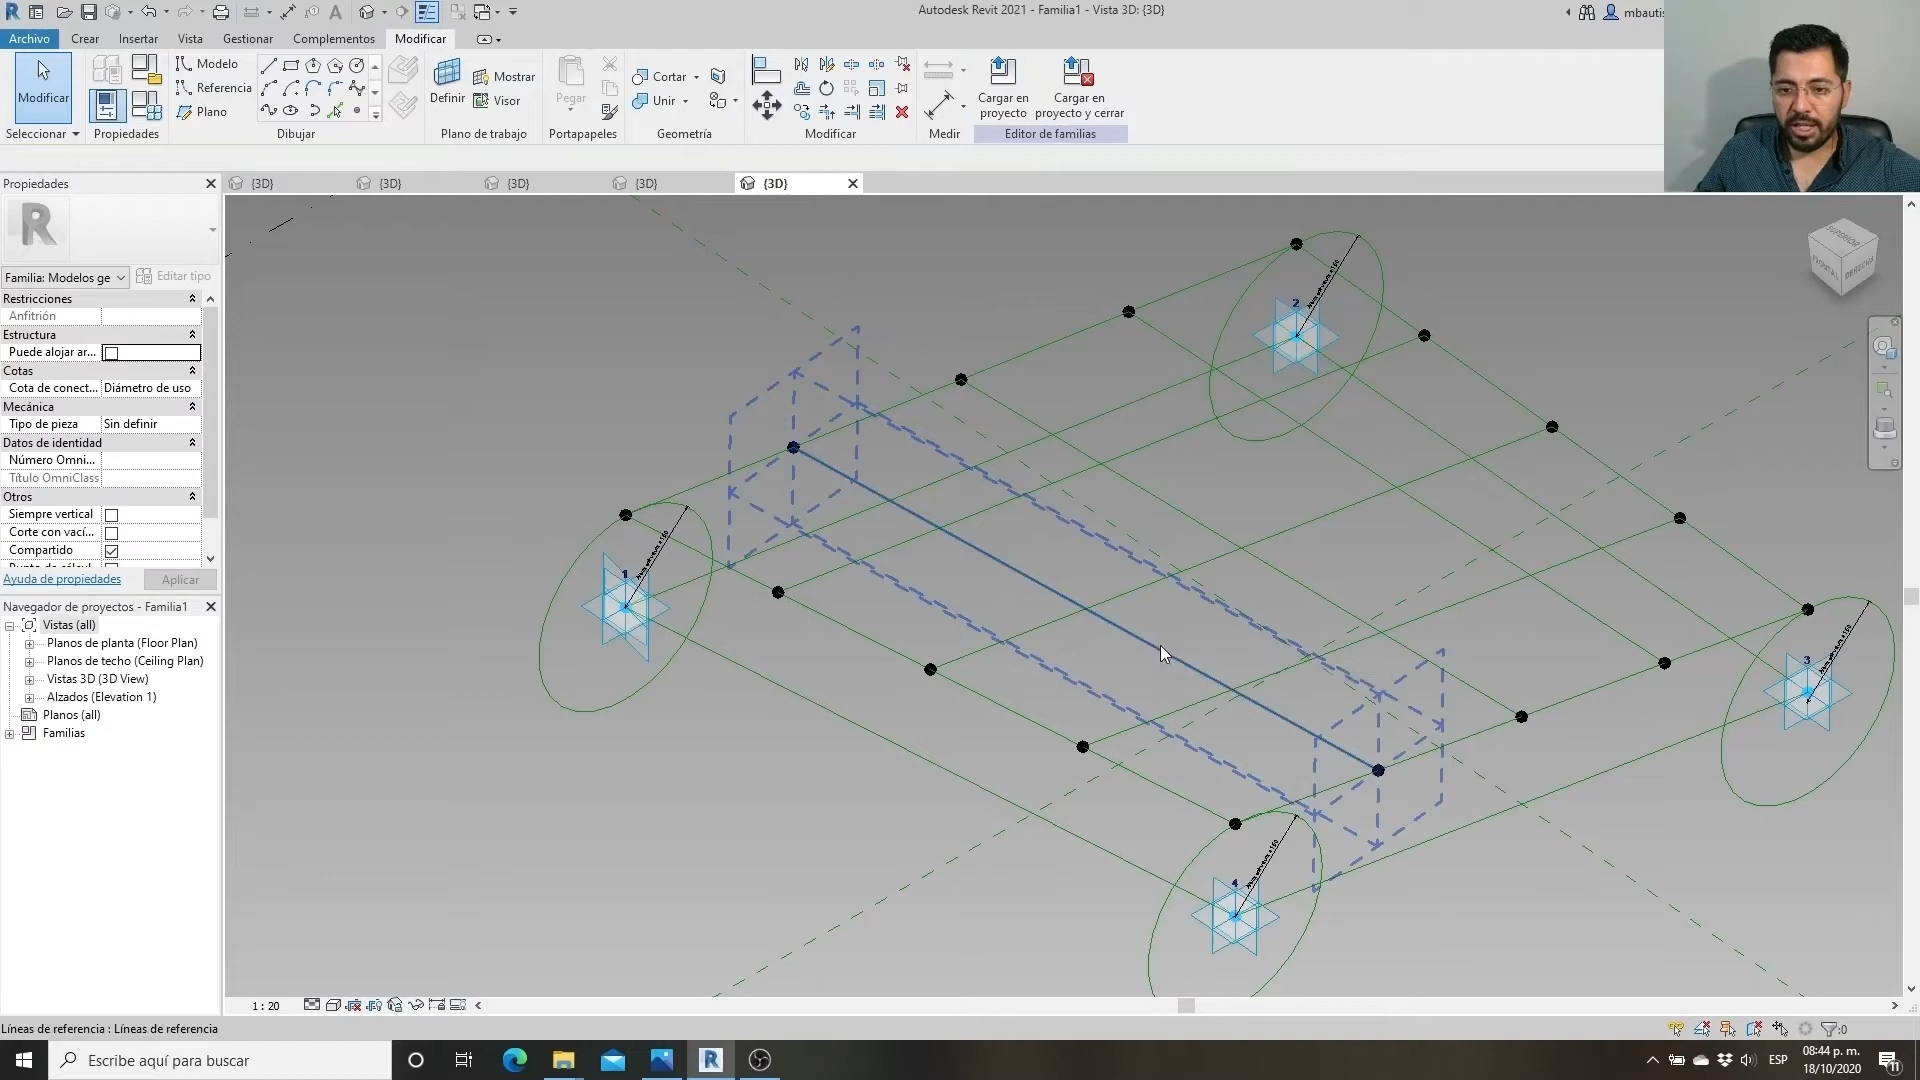 Autodesk Revit 2021 - Familia1 - Vista 3D: {3D}
mbautis
Archivo Crear Insertar Vista Gestionar Complementos Modificar
Modificar
Modelo
Referencia
Plano
Definir
Mostrar
Visor
Pegar
Cortar
Unir
Cargar en
proyecto
Cargar en
proyecto y cerrar
Seleccionar Propiedades Dibujar Plano de trabajo Portapapeles Geometría Modificar Medir Editor de familias
Propiedades
{3D} {3D} {3D} {3D} {3D}
R
Familia: Modelos ge Editar tipo
Restricciones
Anfitrión
Estructura
Puede alojar ar...
Cotas
Cota de conect... Diámetro de uso
Mecánica
Tipo de pieza Sin definir
Datos de identidad
Número Omni...
Título OmniClass
Otros
Siempre vertical
Corte con vací...
Compartido
Ayuda de propiedades Aplicar
Navegador de proyectos - Familia1
Vistas (all)
Planos de planta (Floor Plan)
Planos de techo (Ceiling Plan)
Vistas 3D (3D View)
Alzados (Elevation 1)
Planos (all)
Familias
SUPERIOR
FRONTAL
DERECHA
2
1
3
4
1 : 20
Líneas de referencia : Líneas de referencia
:0
Escribe aquí para buscar
ESP
08:44 p. m.
18/10/2020
11